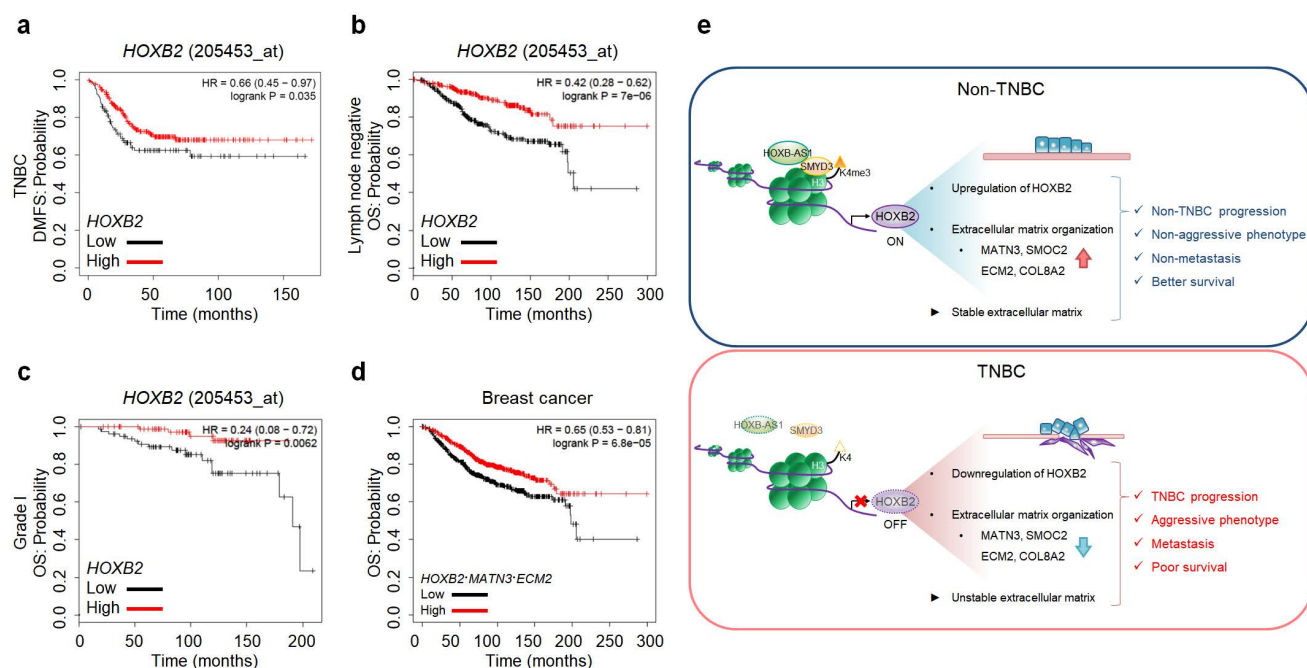 a
HOXB2 (205453_at)
TNBC
DMFS: Probability
1.0
0.8
0.6
0.4
0.2
0.0
HR = 0.66 (0.45 − 0.97)
logrank P = 0.035
HOXB2
Low
High
0 50 100 150
Time (months)
b
HOXB2 (205453_at)
Lymph node negative
OS: Probability
1.0
0.8
0.6
0.4
0.2
0.0
HR = 0.42 (0.28 − 0.62)
logrank P = 7e−06
HOXB2
Low
High
0 50 100 150 200 250 300
Time (months)
c
HOXB2 (205453_at)
Grade I
OS: Probability
1.0
0.8
0.6
0.4
0.2
0.0
HR = 0.24 (0.08 − 0.72)
logrank P = 0.0062
HOXB2
Low
High
0 50 100 150 200
Time (months)
d
Breast cancer
OS: Probability
1.0
0.8
0.6
0.4
0.2
0.0
HR = 0.65 (0.53 − 0.81)
logrank P = 6.8e−05
HOXB2·MATN3·ECM2
Low
High
0 50 100 150 200 250 300
Time (months)
e
Non-TNBC
HOXB-AS1
SMYD3
H3
K4me3
HOXB2
ON
• Upregulation of HOXB2
• Extracellular matrix organization
• MATN3, SMOC2
ECM2, COL8A2
► Stable extracellular matrix
✓ Non-TNBC progression
✓ Non-aggressive phenotype
✓ Non-metastasis
✓ Better survival
TNBC
HOXB-AS1
SMYD3
H3
K4
HOXB2
OFF
• Downregulation of HOXB2
• Extracellular matrix organization
• MATN3, SMOC2
ECM2, COL8A2
► Unstable extracellular matrix
✓ TNBC progression
✓ Aggressive phenotype
✓ Metastasis
✓ Poor survival